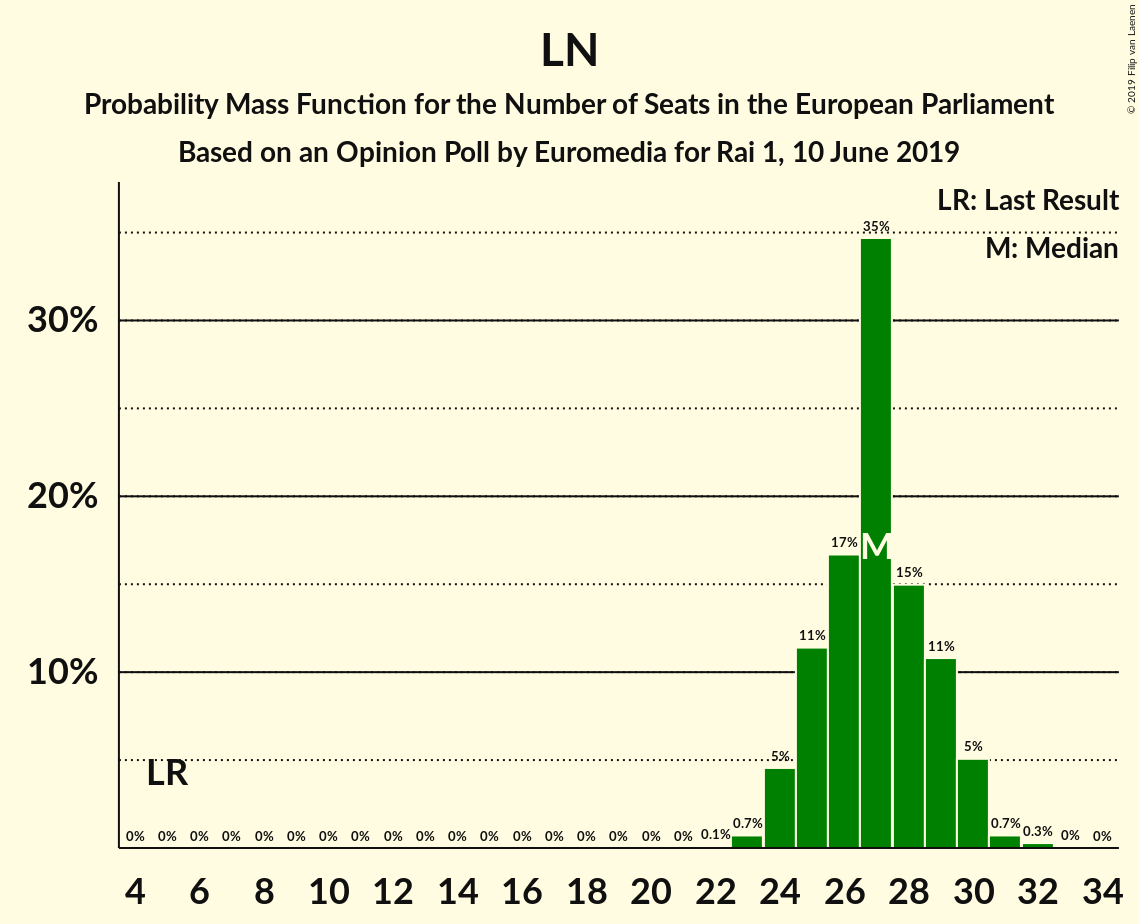 LN
Probability Mass Function for the Number of Seats in the European Parliament
Based on an Opinion Poll by Euromedia for Rai 1, 10 June 2019
© 2019 Filip van Laenen
LR: Last Result
M: Median
35%
30%
20%
17%
M
15%
11%
11%
10%
5%
5%
LR
0% 0% 0% 0% 0% 0% 0% 0% 0% 0% 0% 0% 0% 0% 0% 0% 0% 0% 0.1% 0.7% 0.7% 0.3% 0% 0%
4 6 8 10 12 14 16 18 20 22 24 26 28 30 32 34